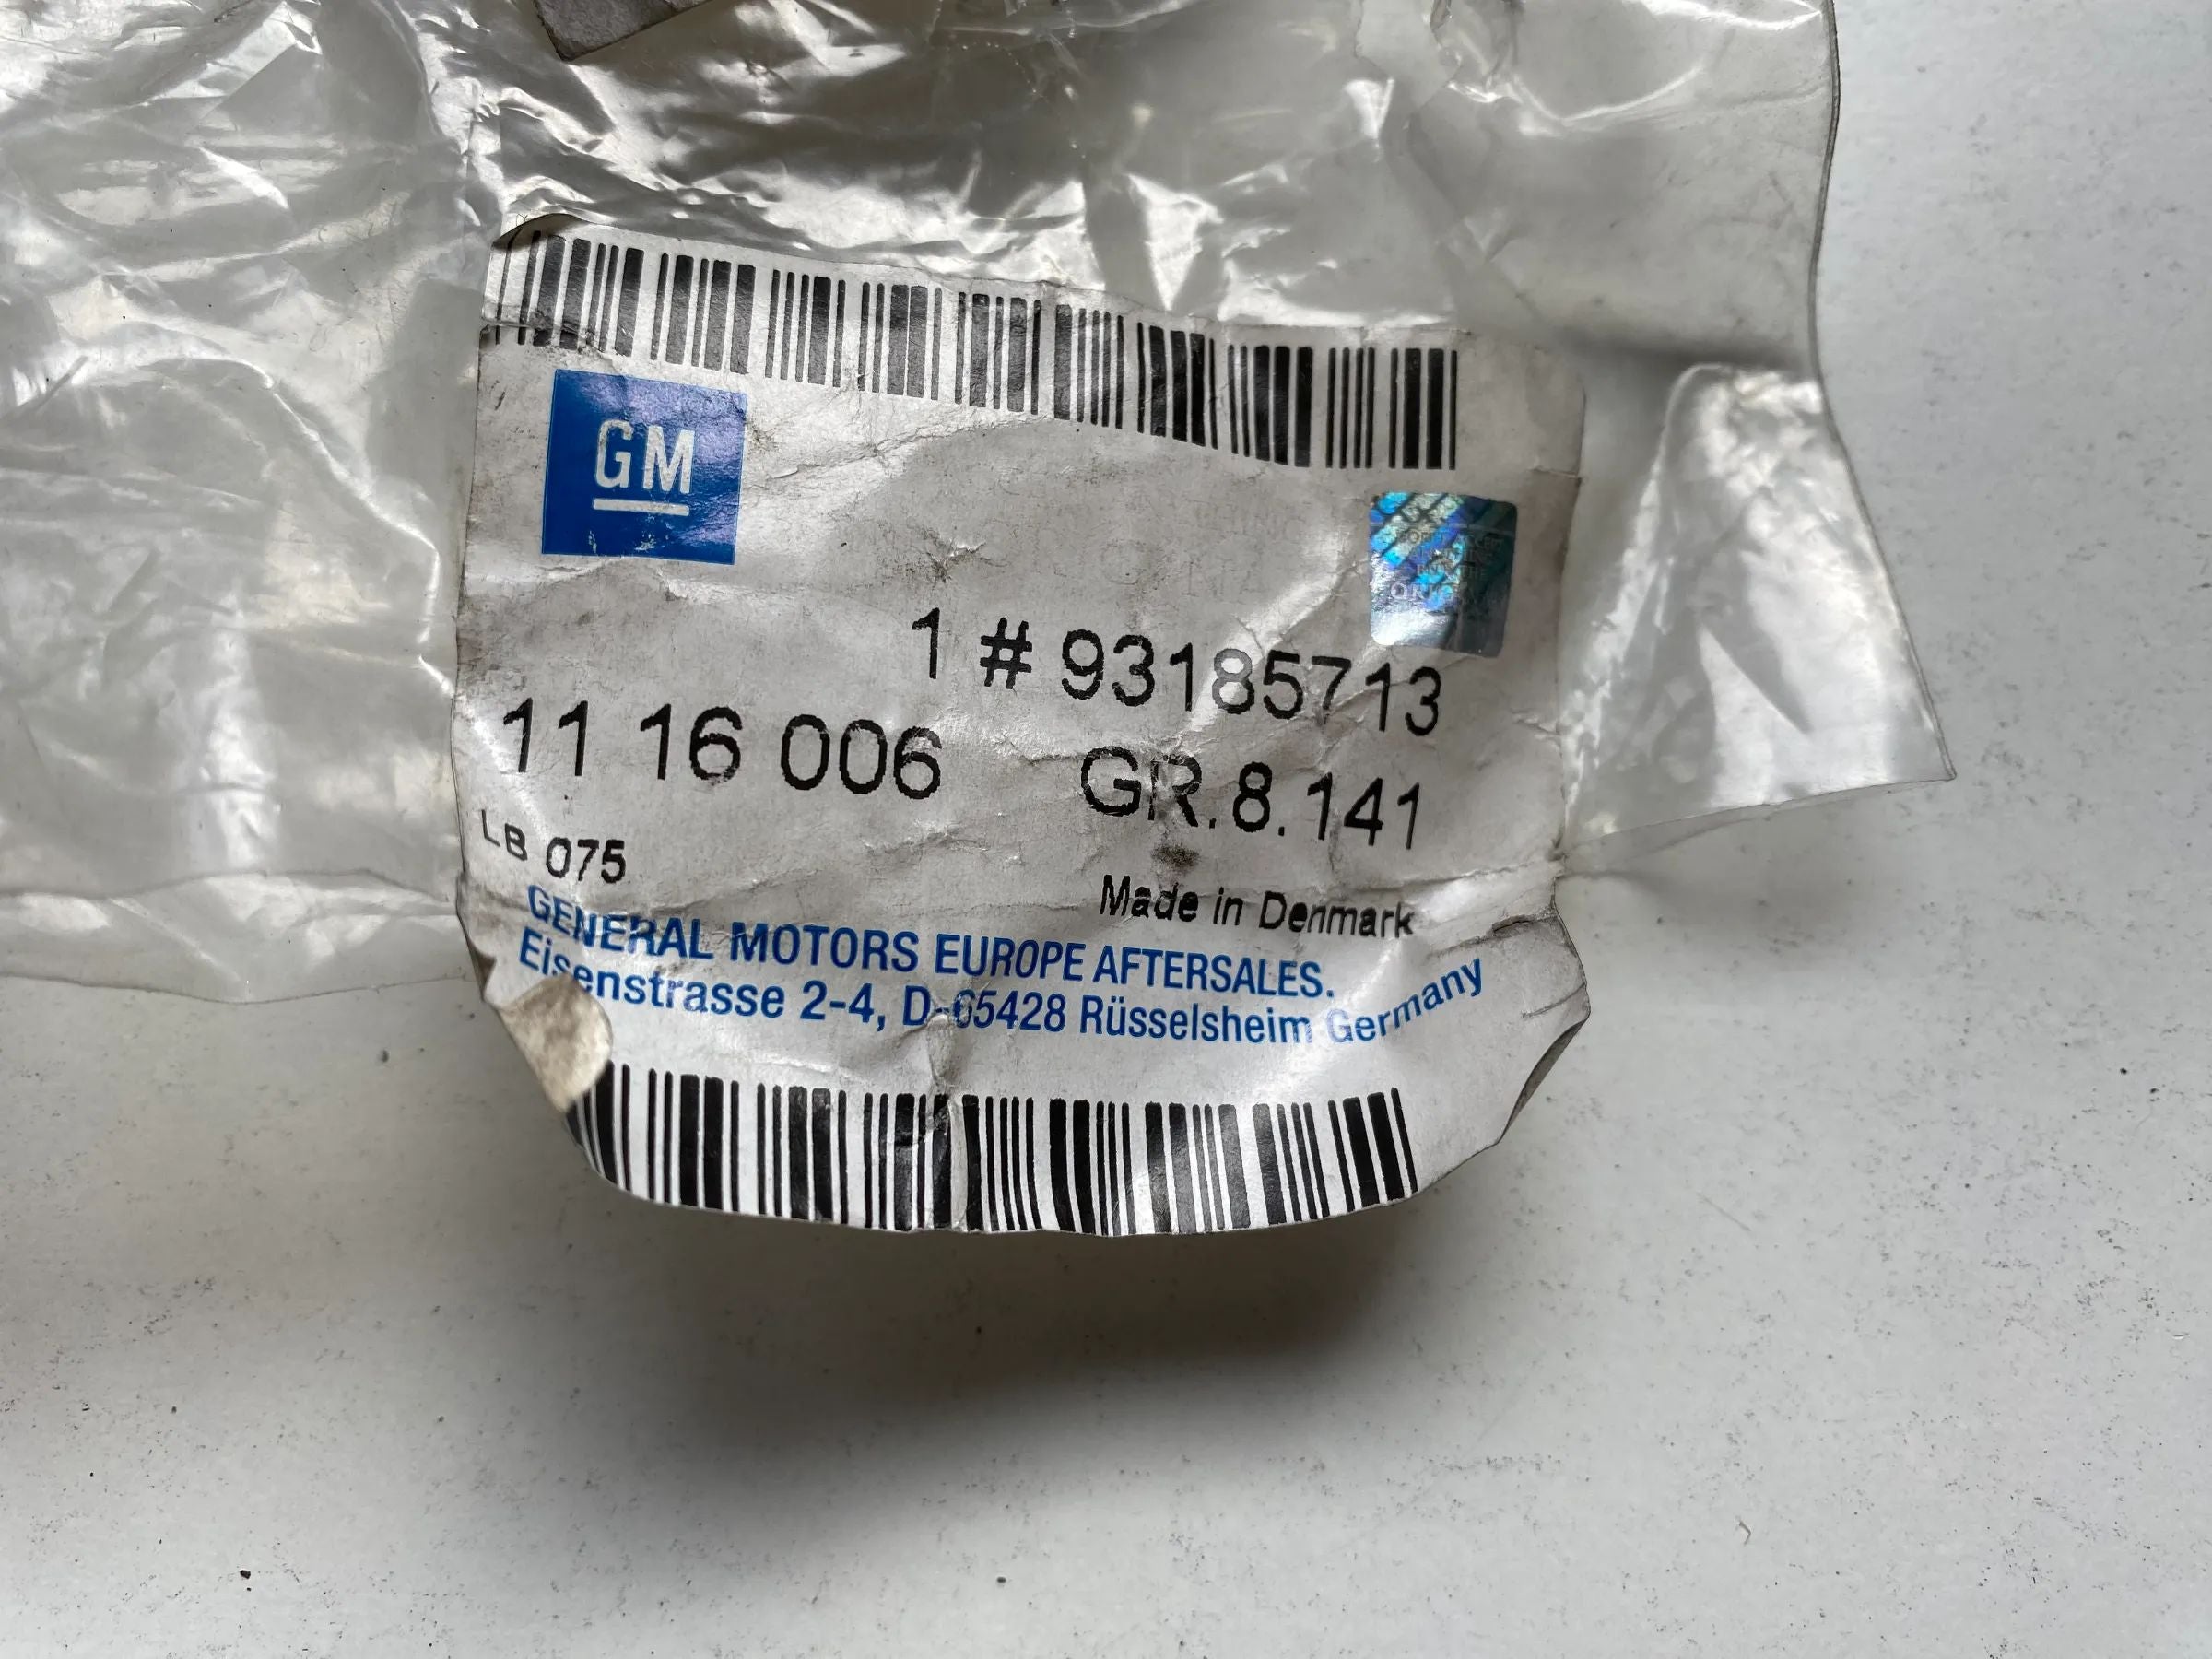 GM
1 # 93185713
11 16 006 GR.8.141
LB 075
Made in Denmark
GENERAL MOTORS EUROPE AFTERSALES.
Eisenstrasse 2-4, D-65428 Rüsselsheim Germany